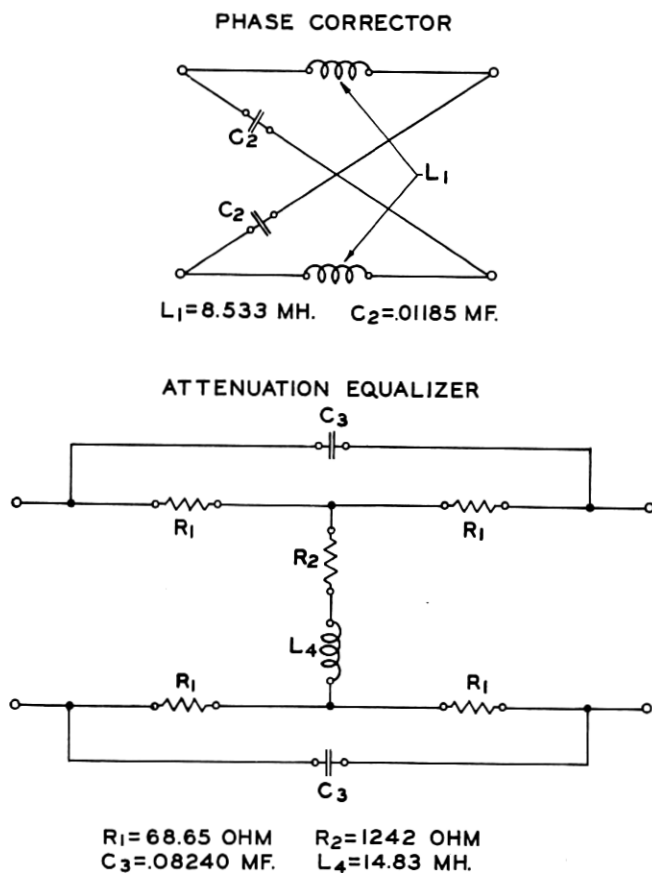 PHASE CORRECTOR
C2
C2
L1
L1=8.533 MH. C2=.01185 MF.
ATTENUATION EQUALIZER
C3
R1 R1
R2
L4
R1 R1
C3
R1=68.65 OHM R2=1242 OHM
C3=.08240 MF. L4=14.83 MH.